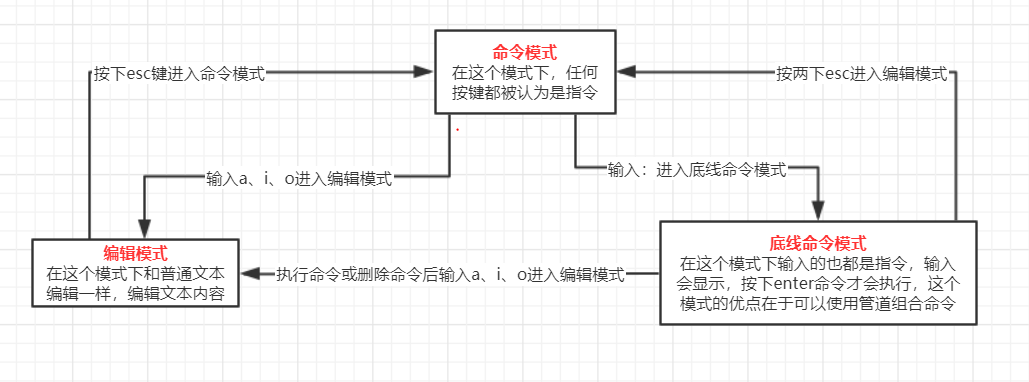 命令模式
在这个模式下，任何
按键都被认为是指令
按下esc键进入命令模式
按两下esc进入编辑模式
输入a、i、o进入编辑模式
输入：进入底线命令模式
编辑模式
在这个模式下和普通文本
编辑一样，编辑文本内容
执行命令或删除命令后输入a、i、o进入编辑模式
底线命令模式
在这个模式下输入的也都是指令，输入
会显示，按下enter命令才会执行，这个
模式的优点在于可以使用管道组合命令